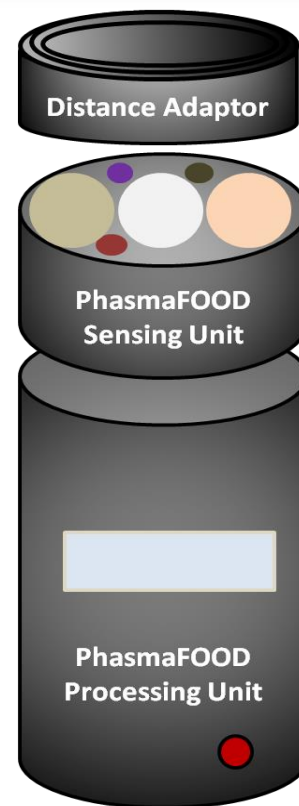 Distance Adaptor
PhasmaFOOD
Sensing Unit
PhasmaFOOD
Processing Unit